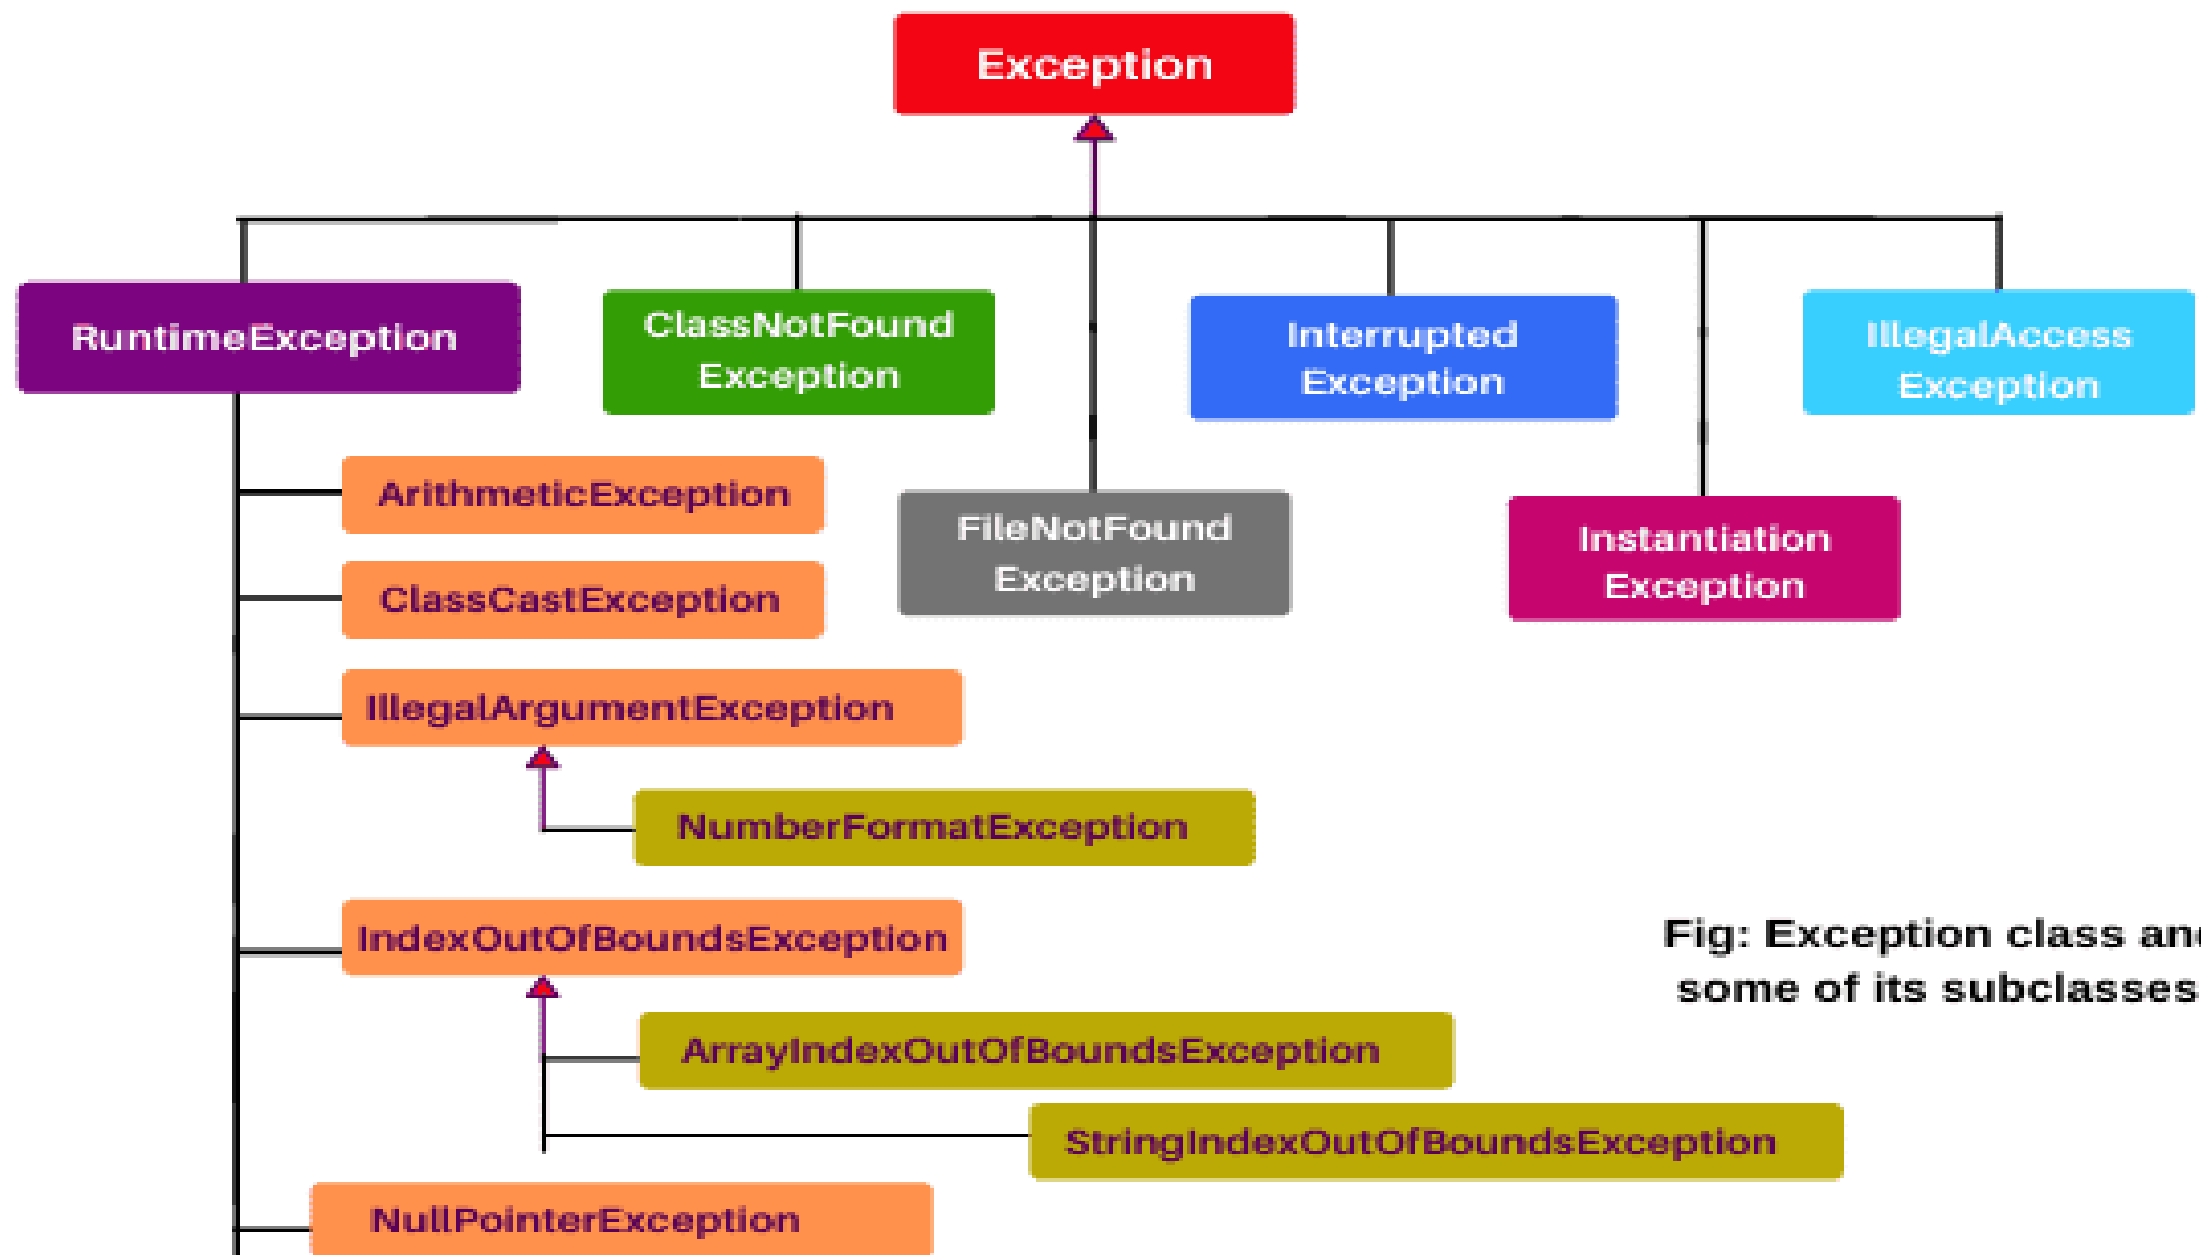 Exception
RuntimeException
ClassNotFound
Exception
Interrupted
Exception
IllegalAccess
Exception
ArithmeticException
FileNotFound
Exception
Instantiation
Exception
ClassCastException
IllegalArgumentException
NumberFormatException
IndexOutOfBoundsException
Fig: Exception class an
some of its subclasses
ArrayIndexOutOfBoundsException
StringIndexOutOfBoundsException
NullPointerException